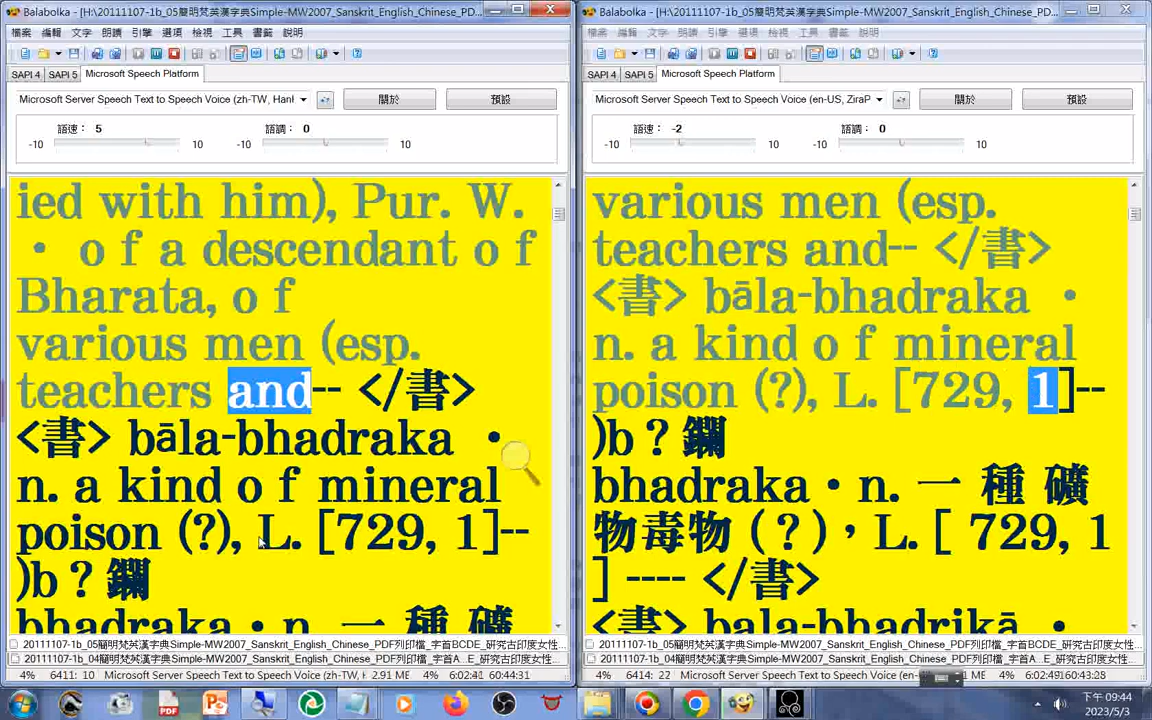 Balabolka - [H:\20111107-1b_05簡明梵英漢字典Simple-MW2007_Sanskrit_English_Chinese_PD...
檔案 編輯 文字 朗讀 引擎 選項 檢視 工具 書籤 說明
SAPI 4 SAPI 5 Microsoft Speech Platform
Microsoft Server Speech Text to Speech Voice (zh-TW, Hanl
關於
預設
語速： 5
語調： 0
-10 10 -10 10
ied with him), Pur. W.
• o f a descendant o f
Bharata, o f
various men (esp.
teachers and-- </書>
<書> bāla-bhadraka •
n. a kind o f mineral
poison (?), L. [729, 1]--
)b？鑭
bhadraka • n. 一 種 礦
20111107-1b_05簡明梵英漢字典Simple-MW2007_Sanskrit_English_Chinese_PDF列印檔_字首BCDE_研究古印度女性...
20111107-1b_04簡明梵英漢字典Simple-MW2007_Sanskrit_English_Chinese_PDF列印檔_字首A...E_研究古印度女性...
4% 6411: 10 Microsoft Server Speech Text to Speech Voice (zh-TW, H 2.91 ME 4% 6:02:4 60:44:31
Balabolka - [H:\20111107-1b_05簡明梵英漢字典Simple-MW2007_Sanskrit_English_Chinese_PD...
檔案 編輯 文字 朗讀 引擎 選項 檢視 工具 書籤 說明
SAPI 4 SAPI 5 Microsoft Speech Platform
Microsoft Server Speech Text to Speech Voice (en-US, ZiraP
關於
預設
語速： -2
語調： 0
-10 10 -10 10
various men (esp.
teachers and-- </書>
<書> bāla-bhadraka •
n. a kind o f mineral
poison (?), L. [729, 1]--
)b？鑭
bhadraka • n. 一 種 礦
物毒物 (？)，L. [ 729, 1
] ---- </書>
<書> bala-bhadrikā •
20111107-1b_05簡明梵英漢字典Simple-MW2007_Sanskrit_English_Chinese_PDF列印檔_字首BCDE_研究古印度女性...
20111107-1b_04簡明梵英漢字典Simple-MW2007_Sanskrit_English_Chinese_PDF列印檔_字首A...E_研究古印度女性...
4% 6414: 22 Microsoft Server Speech Text to Speech Voice (en-U ME 4% 6:02:49 60:43:28
下午 09:44
2023/5/3